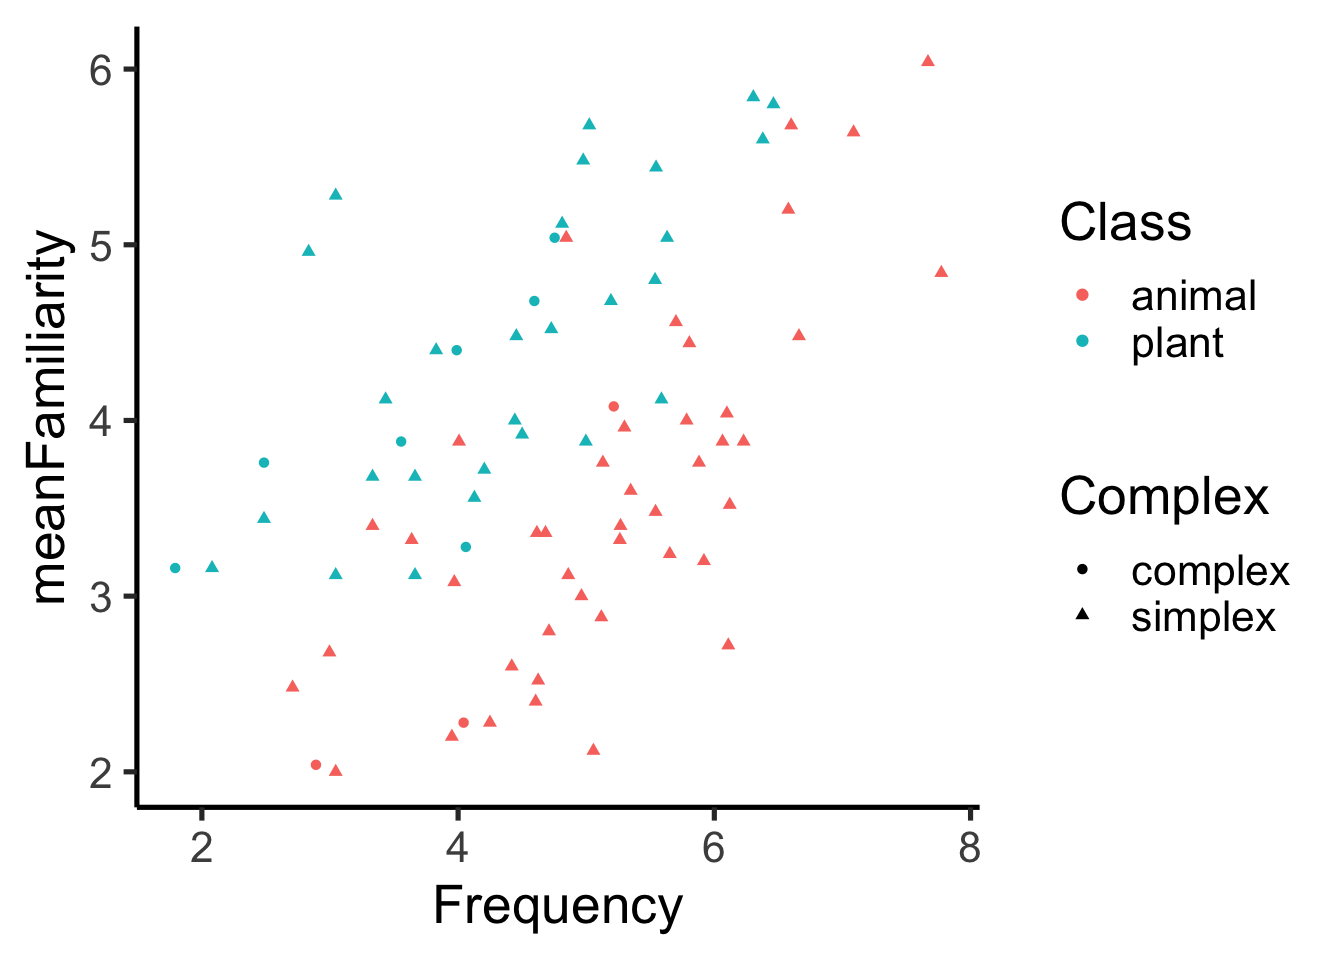 meanFamiliarity
6
5
4
3
2
2 4 6 8
Frequency
Class
animal
plant
Complex
complex
simplex